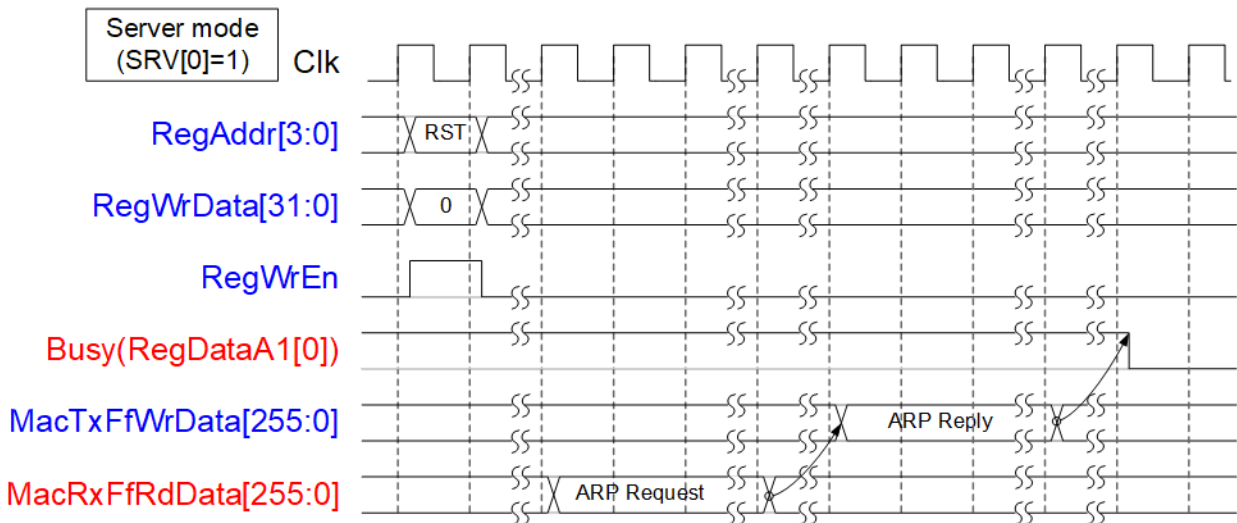 Server mode
(SRV[0]=1)
Clk
RegAddr[3:0]
RST
RegWrData[31:0]
0
RegWrEn
Busy(RegDataA1[0])
MacTxFfWrData[255:0]
ARP Reply
MacRxFfRdData[255:0]
ARP Request